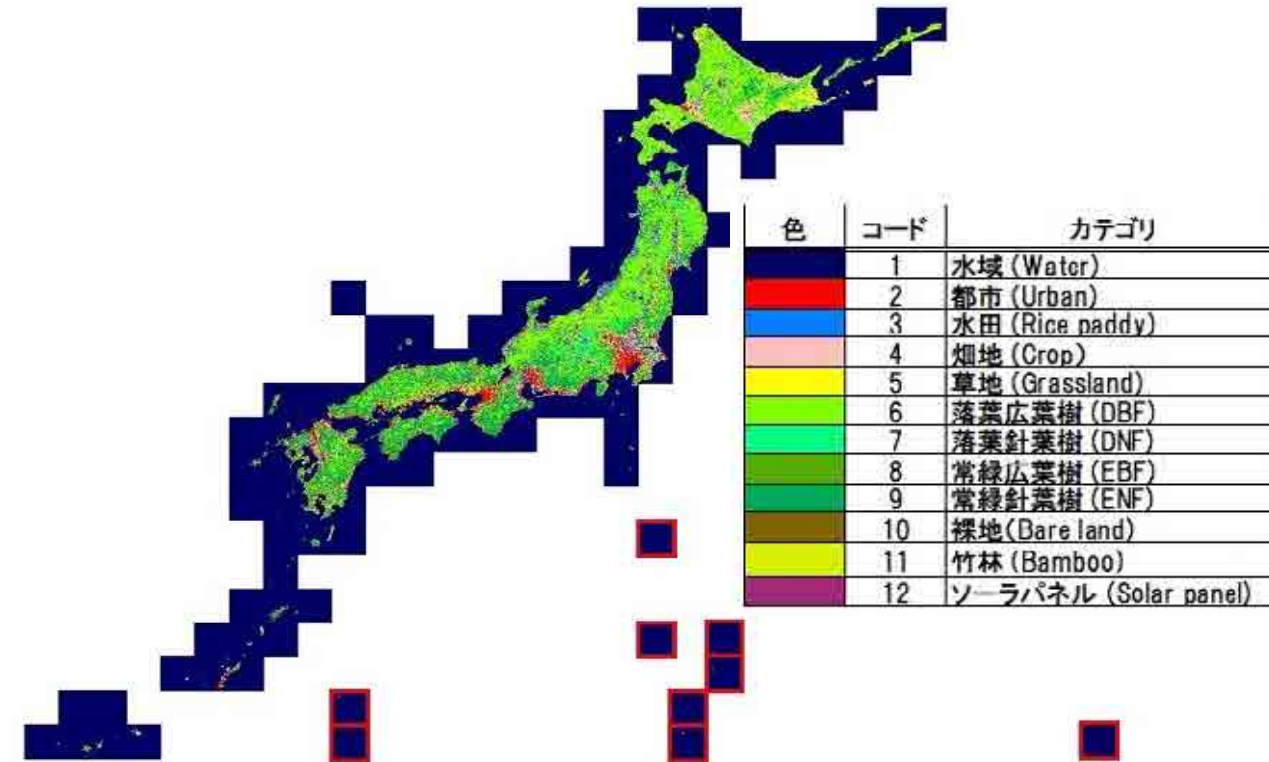 色 コード カテゴリ
1 水域 (Water)
2 都市 (Urban)
3 水田 (Rice paddy)
4 畑地 (Crop)
5 草地 (Grassland)
6 落葉広葉樹 (DBF)
7 落葉針葉樹 (DNF)
8 常緑広葉樹 (EBF)
9 常緑針葉樹 (ENF)
10 裸地(Bare land)
11 竹林 (Bamboo)
12 ソーラパネル (Solar panel)